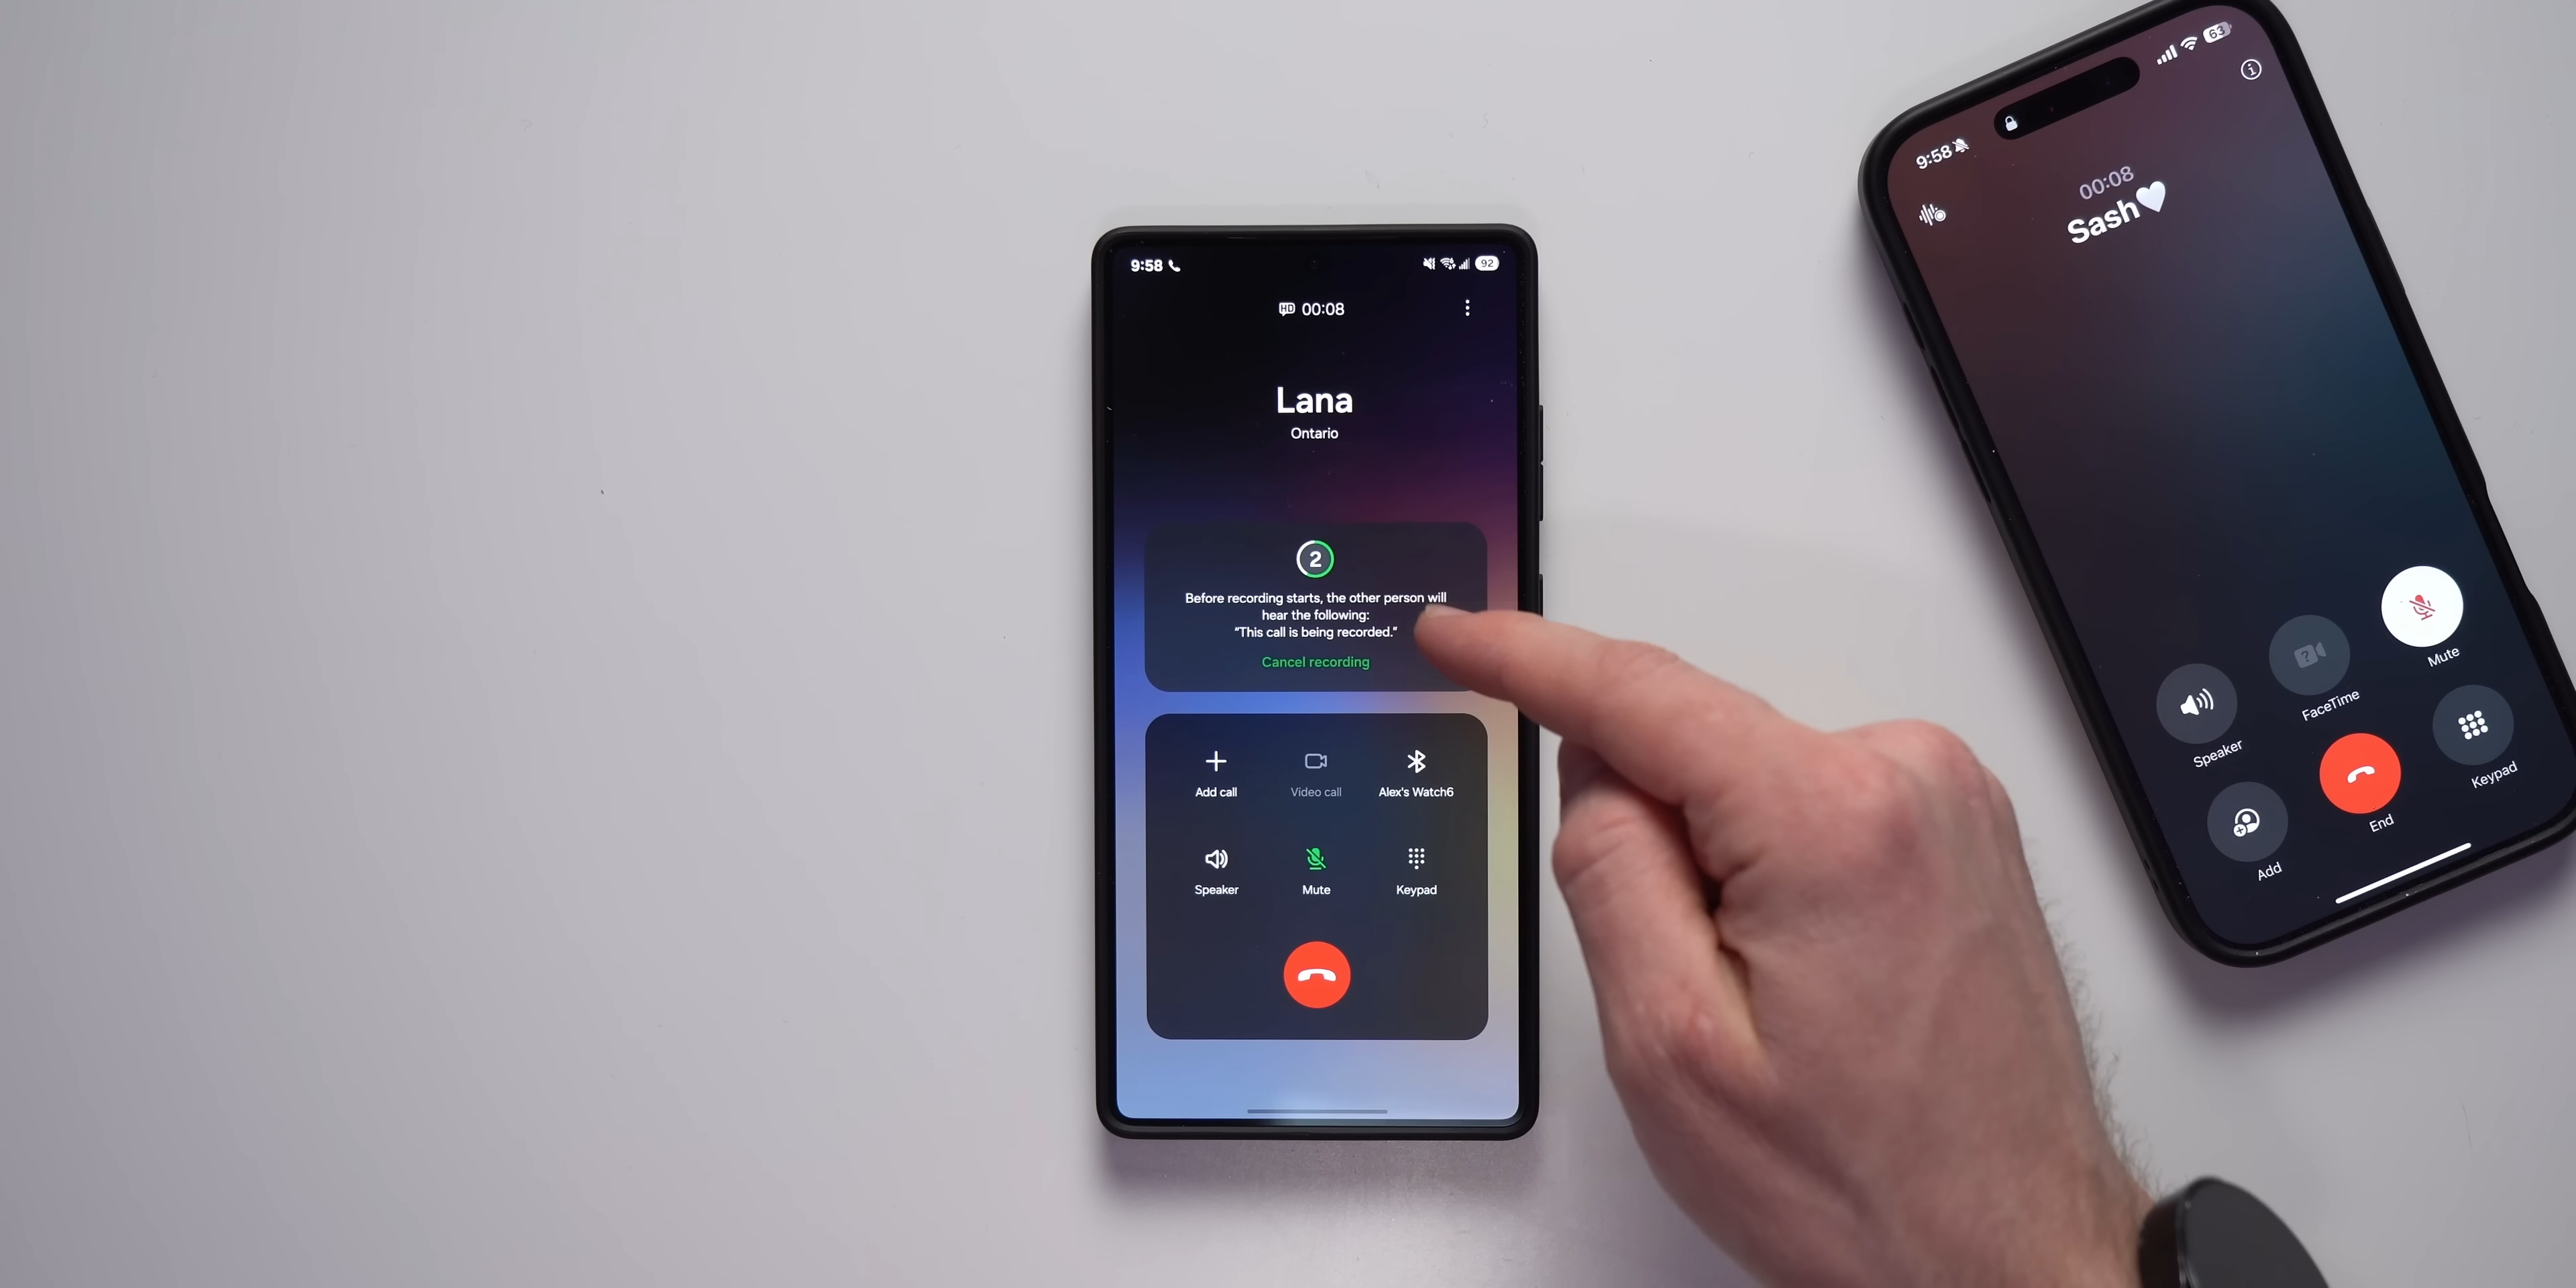 9:58
92
HD 00:08
Lana
Ontario
2
Before recording starts, the other person will
hear the following:
"This call is being recorded."
Cancel recording
Add call
Video call
Alex's Watch6
Speaker
Mute
Keypad
9:58
63
00:08
Sash🤍
Speaker
FaceTime
Mute
Add
End
Keypad